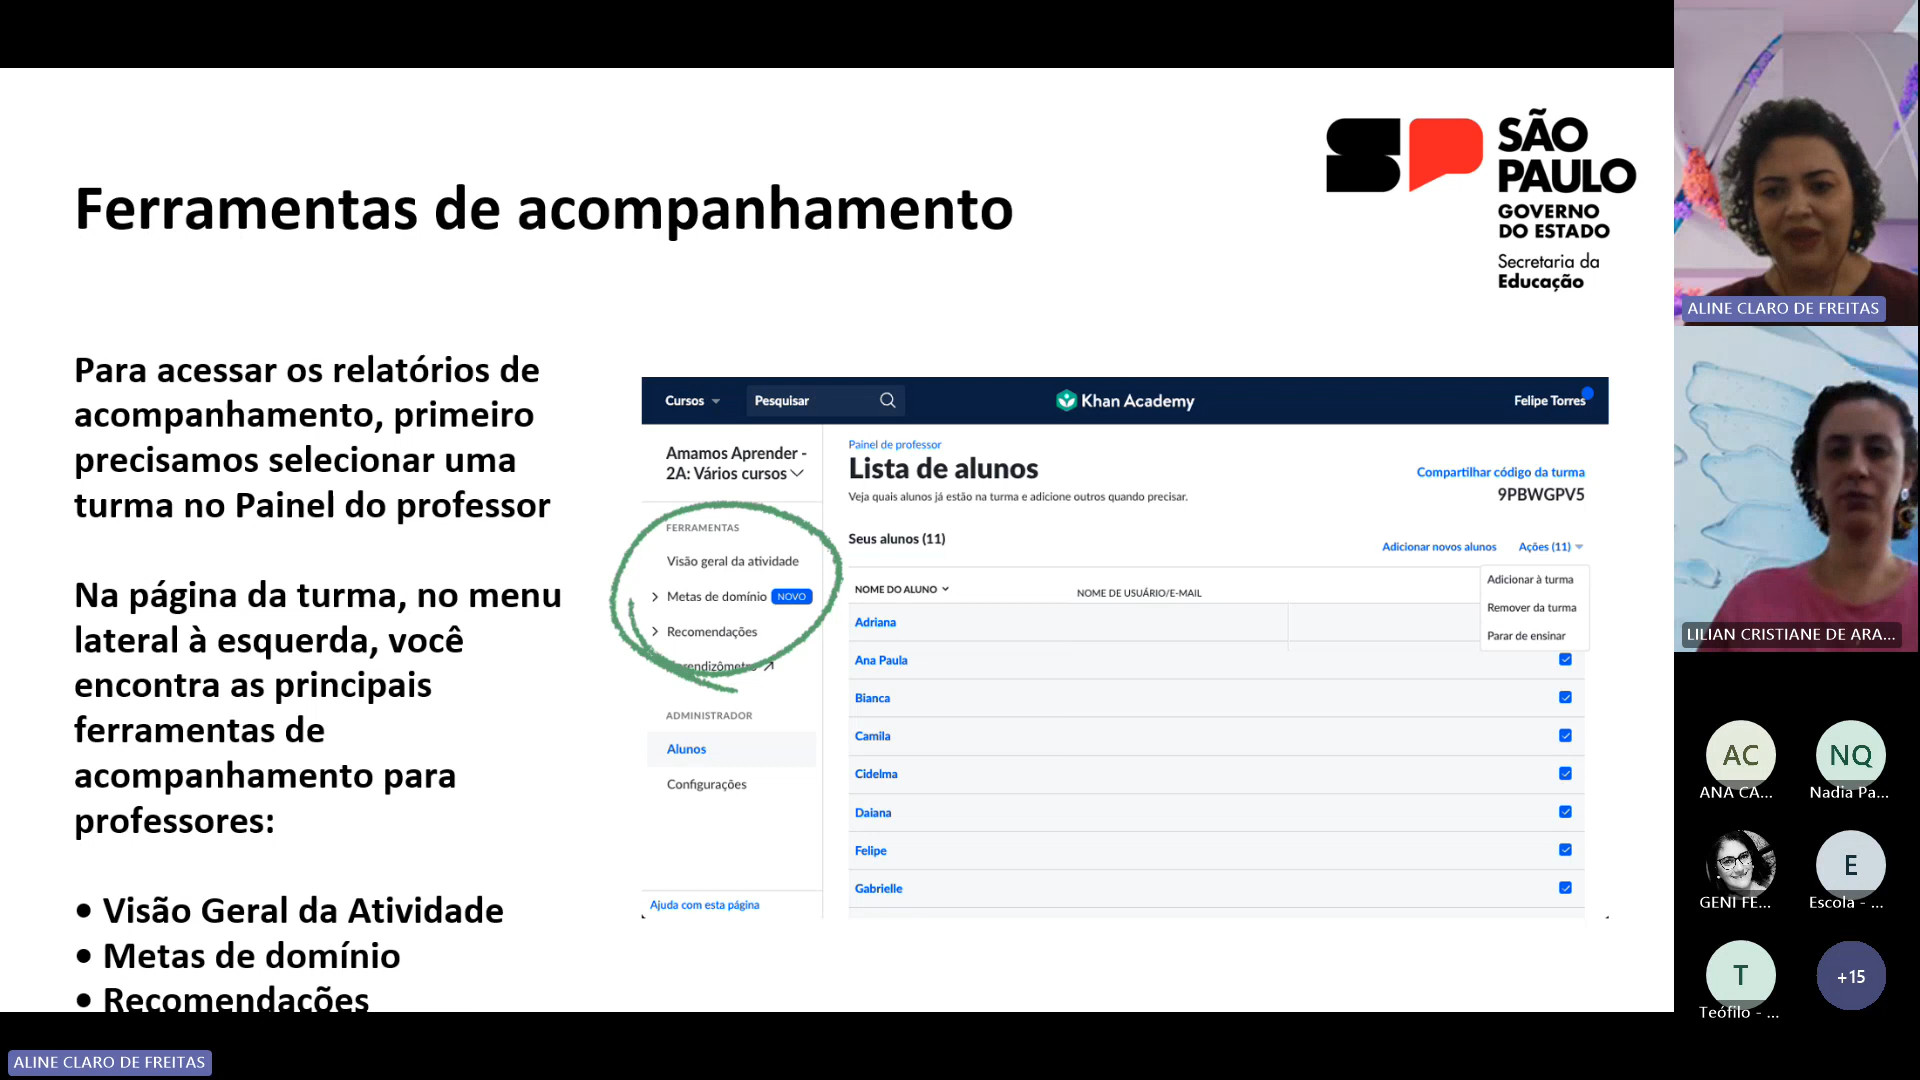 SÃO
PAULO
GOVERNO
DO ESTADO
Secretaria da
Educação
Ferramentas de acompanhamento
Para acessar os relatórios de
acompanhamento, primeiro
precisamos selecionar uma
turma no Painel do professor
Na página da turma, no menu
lateral à esquerda, você
encontra as principais
ferramentas de
acompanhamento para
professores:
• Visão Geral da Atividade
• Metas de domínio
• Recomendações
Cursos
Pesquisar
Khan Academy
Felipe Torres
Amamos Aprender -
2A: Vários cursos
FERRAMENTAS
Visão geral da atividade
Metas de domínio NOVO
Recomendações
ADMINISTRADOR
Alunos
Configurações
Ajuda com esta página
Painel de professor
Lista de alunos
Veja quais alunos já estão na turma e adicione outros quando precisar.
Compartilhar código da turma
9PBWGPV5
Seus alunos (11)
Adicionar novos alunos Ações (11)
Adicionar à turma
Remover da turma
Parar de ensinar
NOME DO ALUNO NOME DE USUÁRIO/E-MAIL
Adriana
Ana Paula
Bianca
Camila
Cidelma
Daiana
Felipe
Gabrielle
ALINE CLARO DE FREITAS
LILIAN CRISTIANE DE ARA...
AC
ANA CA...
NQ
Nadia Pa...
GENI FE...
E
Escola - ...
T
Teófilo - ...
+15
ALINE CLARO DE FREITAS